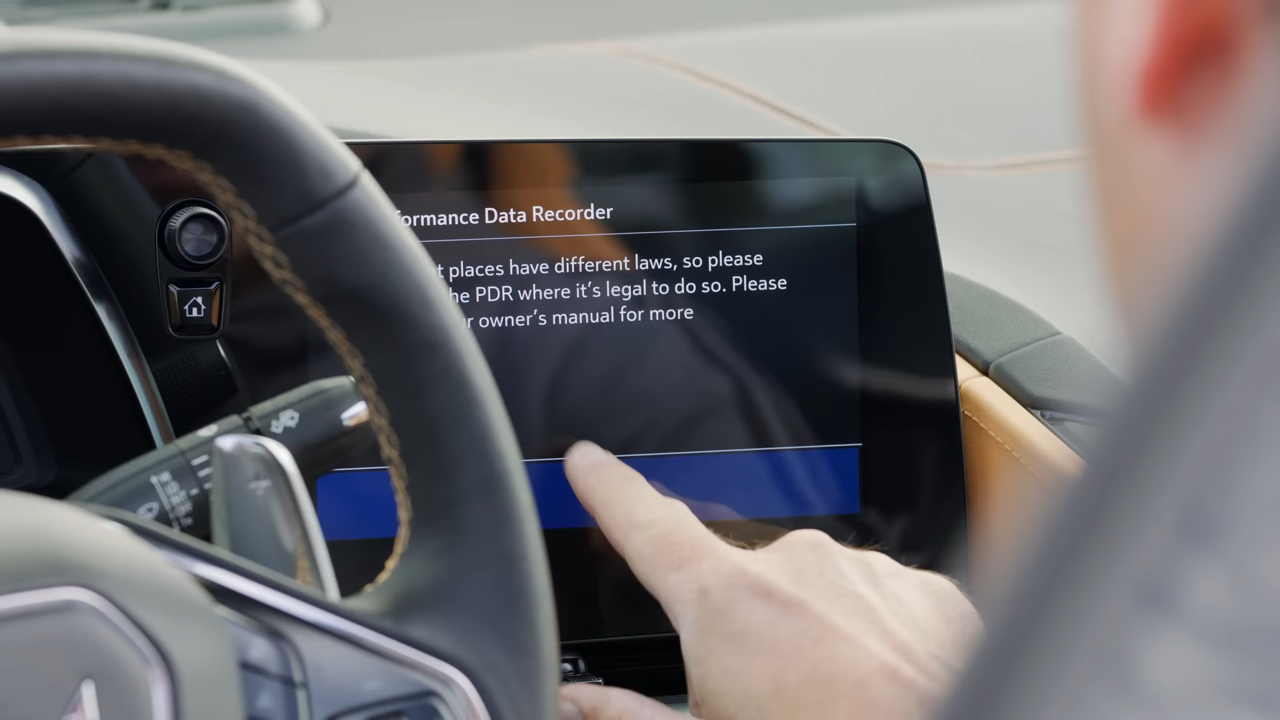 formance Data Recorder
t places have different laws, so please
he PDR where it's legal to do so. Please
r owner's manual for more